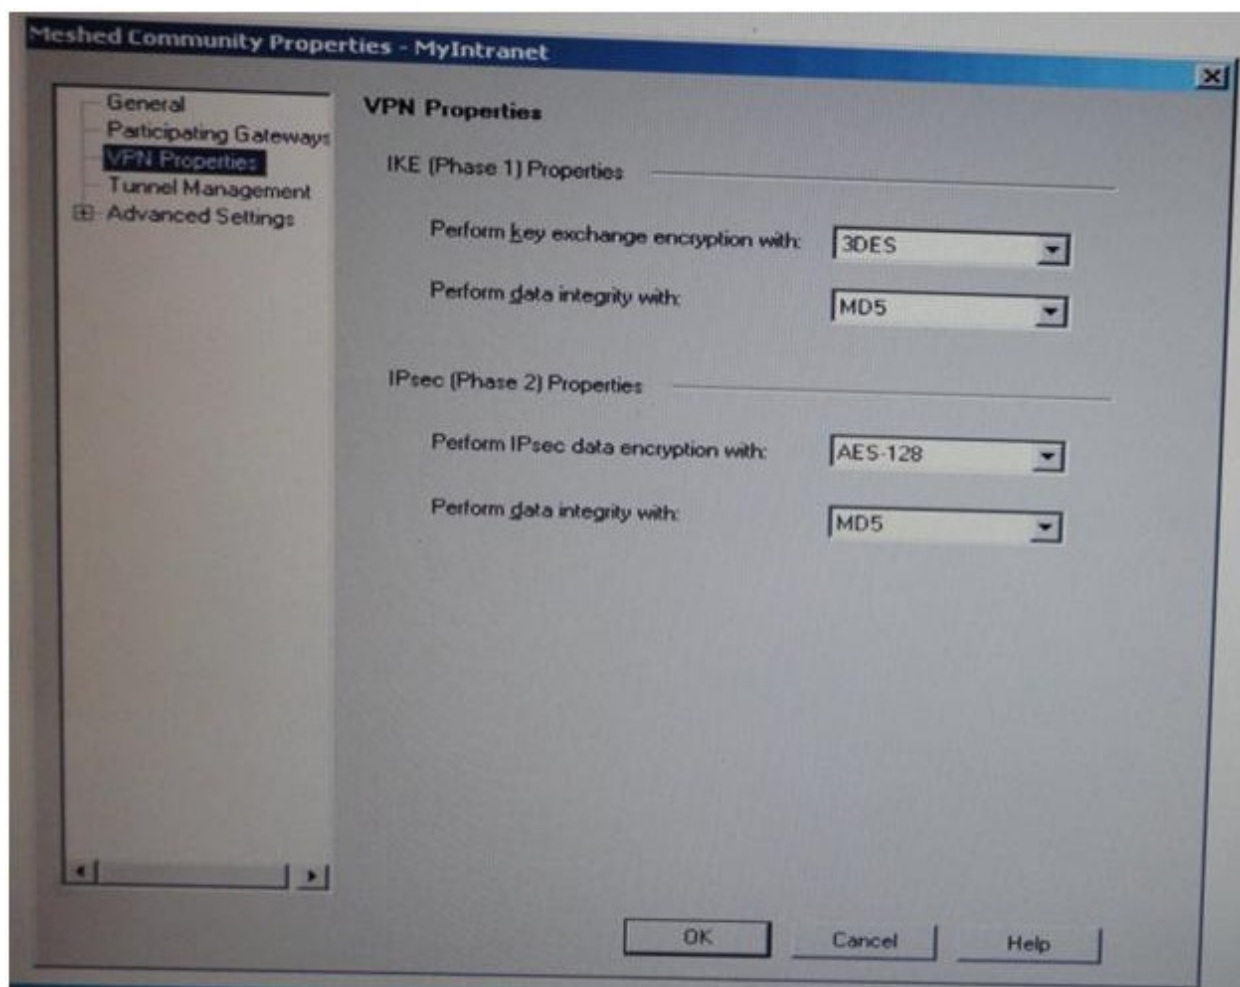 Meshed Community Properties - MyIntranet
General
Participating Gateways
VPN Properties
Tunnel Management
Advanced Settings
VPN Properties
IKE (Phase 1) Properties
Perform key exchange encryption with: 3DES
Perform data integrity with: MD5
IPsec (Phase 2) Properties
Perform IPsec data encryption with: AES-128
Perform data integrity with: MD5
OK Cancel Help